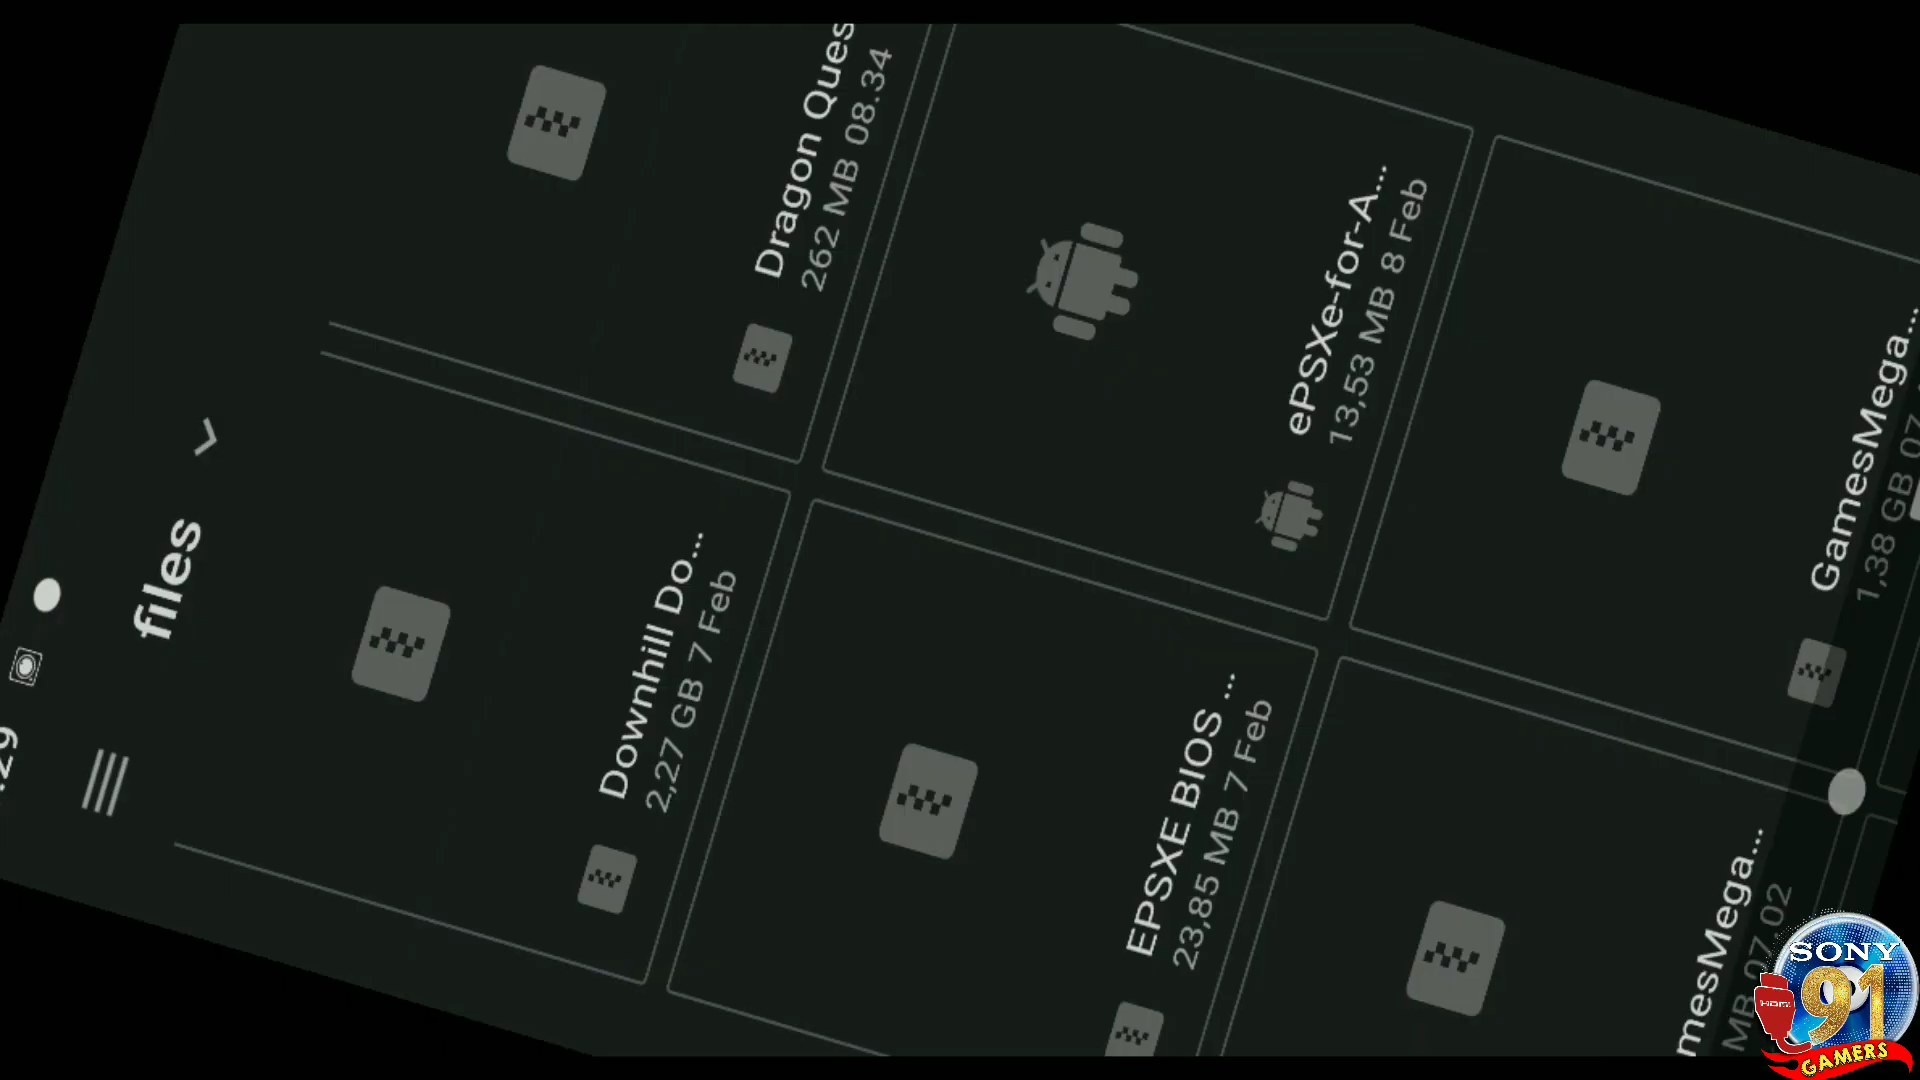 :29
files
Downhill Do...
2,27 GB 7 Feb
Dragon Ques
262 MB 08.34
EPSXE BIOS ...
23,85 MB 7 Feb
ePSXe-for-A...
13,53 MB 8 Feb
mesMega...
MB 07.02
GamesMega...
1,38 GB 07
SONY
HDMI
91
GAMERS